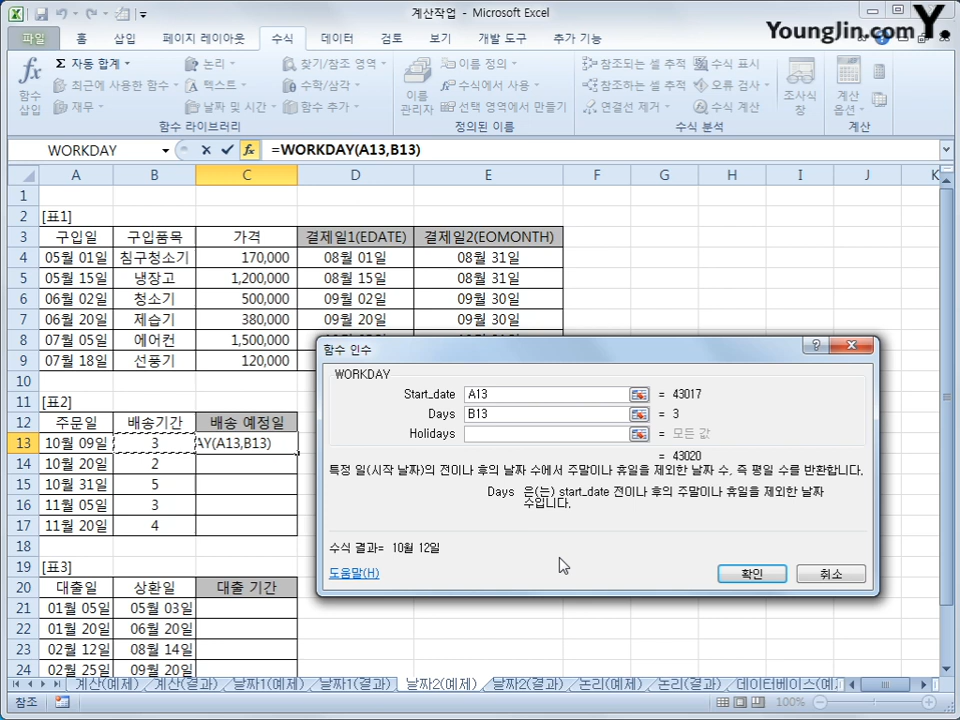 계산작업 - Microsoft Excel
YoungJin.com Y.
파일 홈 삽입 페이지 레이아웃 수식 데이터 검토 보기 개발 도구 추가 기능
fx 함수 삽입
Σ 자동 합계
최근에 사용한 함수
재무
논리
텍스트
날짜 및 시간
찾기/참조 영역
수학/삼각
함수 추가
함수 라이브러리
이름 관리자
이름 정의
수식에서 사용
선택 영역에서 만들기
정의된 이름
참조되는 셀 추적
참조하는 셀 추적
연결선 제거
수식 표시
오류 검사
수식 계산
수식 분석
조사식 창
계산 옵션
계산
WORKDAY fx =WORKDAY(A13,B13)
A B C D E F G H I J K
1
2 [표1]
3 구입일 구입품목 가격 결제일1(EDATE) 결제일2(EOMONTH)
4 05월 01일 침구청소기 170,000 08월 01일 08월 31일
5 05월 15일 냉장고 1,200,000 08월 15일 08월 31일
6 06월 02일 청소기 500,000 09월 02일 09월 30일
7 06월 20일 제습기 380,000 09월 20일 09월 30일
8 07월 05일 에어컨 1,500,000
9 07월 18일 선풍기 120,000
10
11 [표2]
12 주문일 배송기간 배송 예정일
13 10월 09일 3 AY(A13,B13)
14 10월 20일 2
15 10월 31일 5
16 11월 05일 3
17 11월 20일 4
18
19 [표3]
20 대출일 상환일 대출 기간
21 01월 05일 05월 03일
22 01월 20일 06월 20일
23 02월 12일 08월 14일
24 02월 25일 09월 20일
함수 인수
WORKDAY
Start_date A13 = 43017
Days B13 = 3
Holidays = 모든 값
= 43020
특정 일(시작 날짜)의 전이나 후의 날짜 수에서 주말이나 휴일을 제외한 날짜 수, 즉 평일 수를 반환합니다.
Days 은(는) start_date 전이나 후의 주말이나 휴일을 제외한 날짜
수입니다.
수식 결과= 10월 12일
도움말(H)
확인 취소
계산(예제) 계산(결과) 날짜1(예제) 날짜1(결과) 날짜2(예제) 날짜2(결과) 논리(예제) 논리(결과) 데이터베이스(예
참조 100%